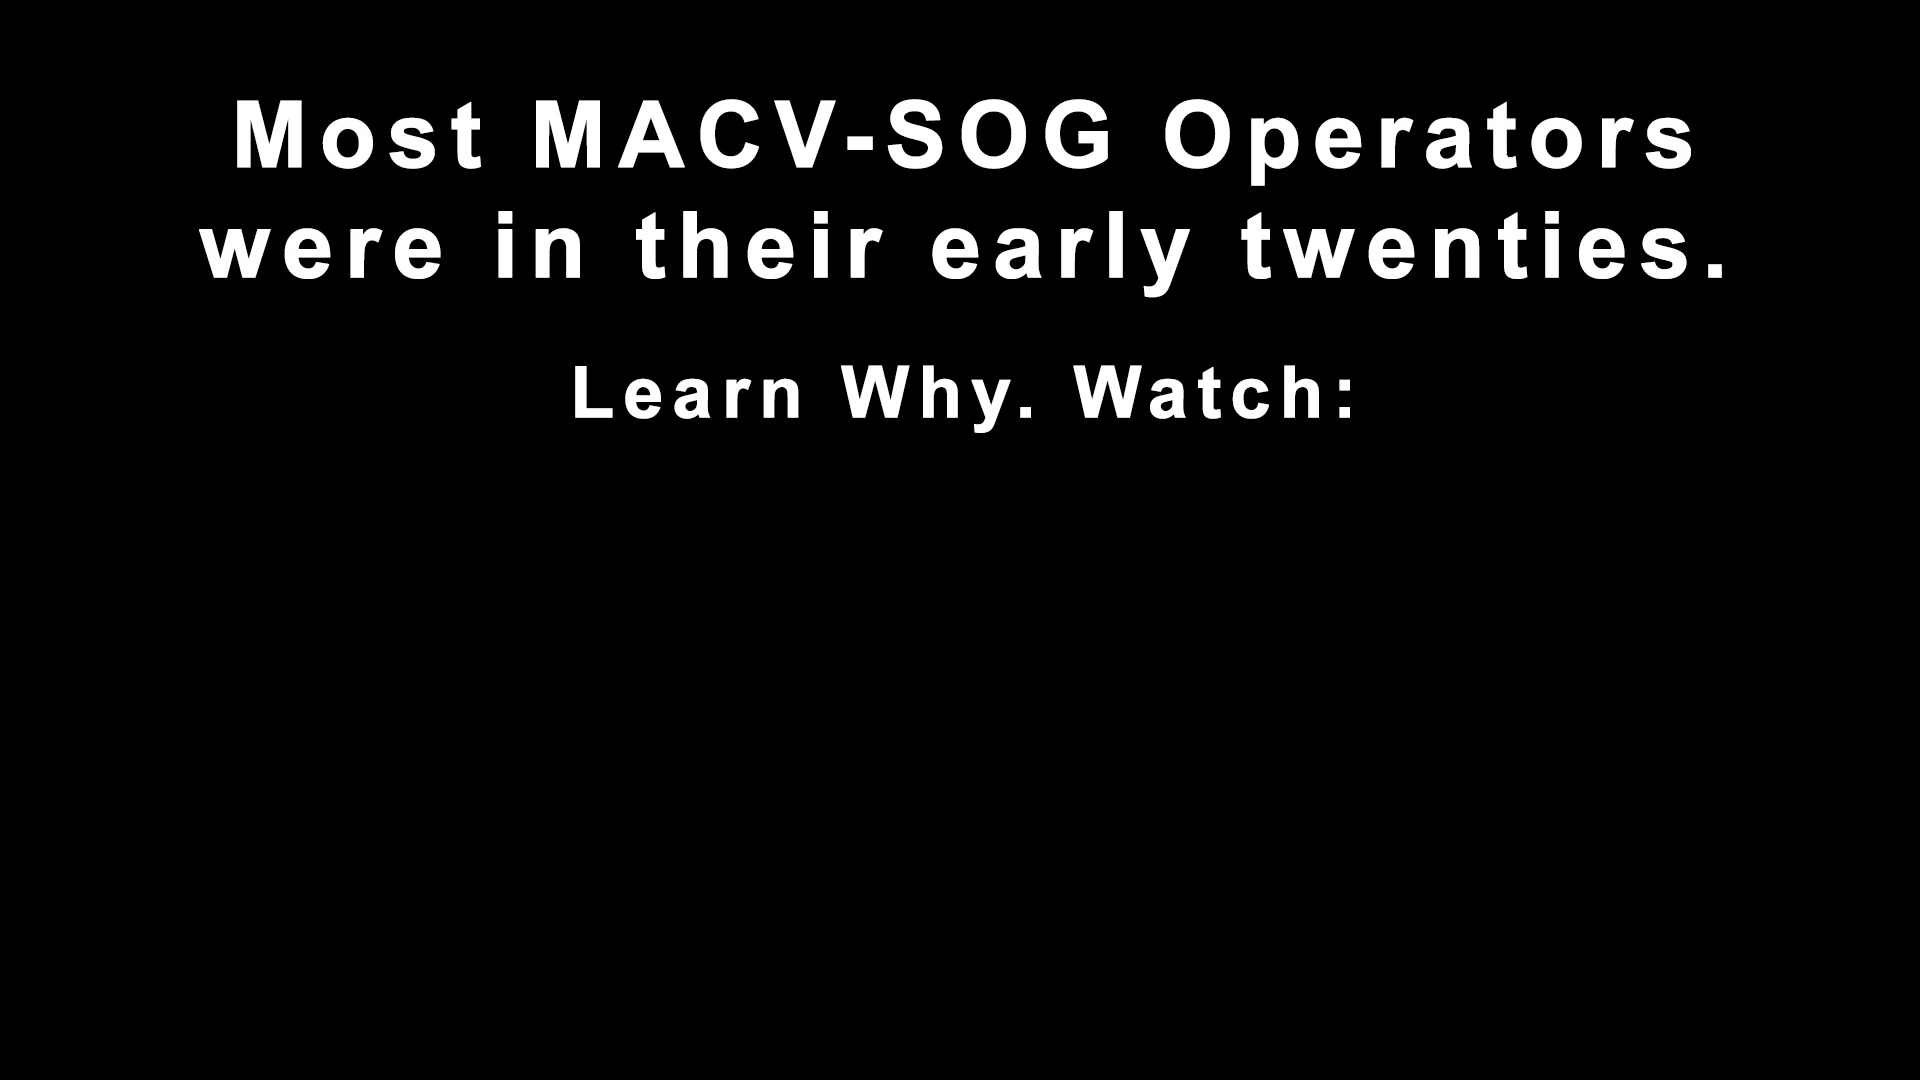 Most MACV-SOG Operators
were in their early twenties.
Learn Why. Watch: